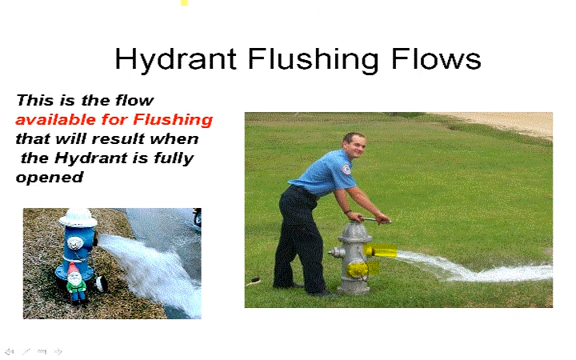 Hydrant Flushing Flows
This is the flow
available for Flushing
that will result when
the Hydrant is fully
opened